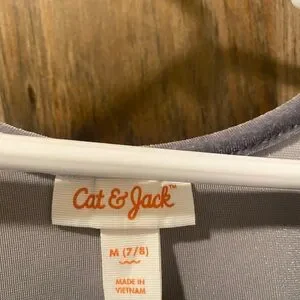 Cat & Jack™
M (7/8)
MADE IN
VIETNAM